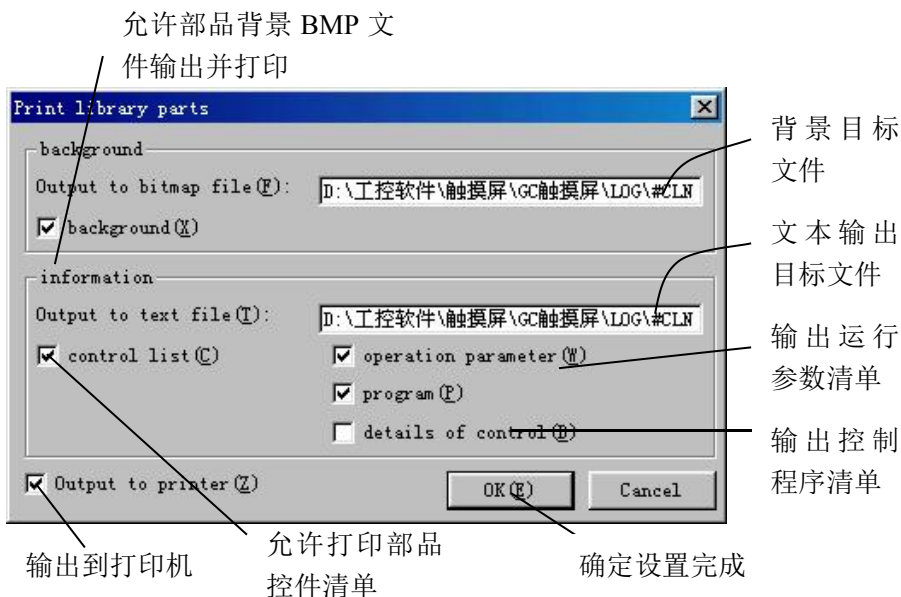 允许部品背景 BMP 文
件输出并打印
Print library parts
background
Output to bitmap file(F):
D:\工控软件\触摸屏\GC触摸屏\LOG\#CLN
background(X)
背景目标
文件
information
Output to text file(T):
D:\工控软件\触摸屏\GC触摸屏\LOG\#CLN
文本输出
目标文件
control list(C)
operation parameter(W)
program(P)
details of control(D)
输出运行
参数清单
输出控制
程序清单
Output to printer(Z)
OK(E)
Cancel
输出到打印机
允许打印部品
控件清单
确定设置完成